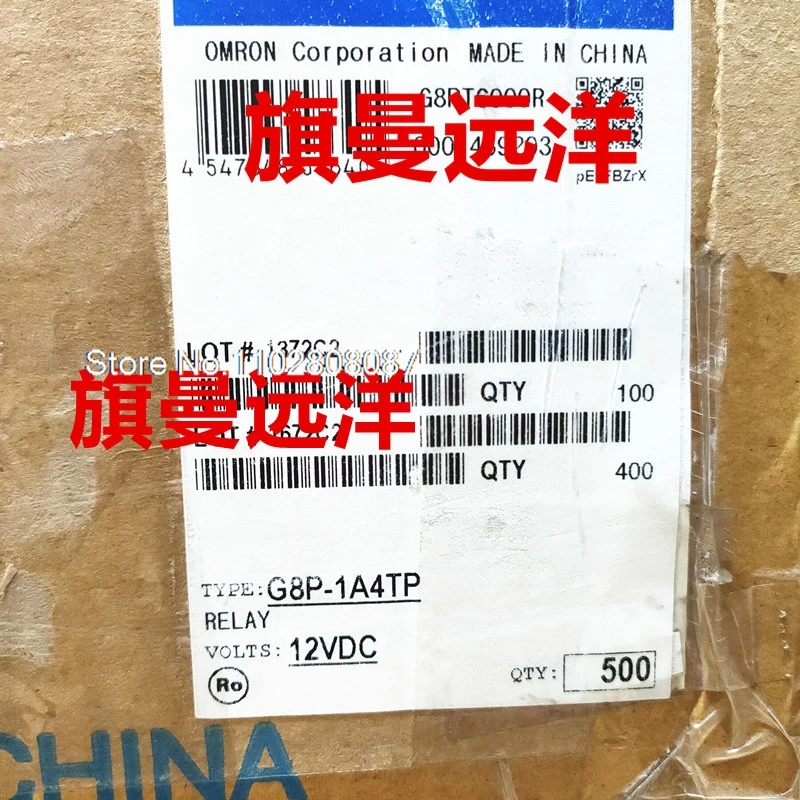 OMRON Corporation MADE IN CHINA
旗曼远洋
LOT # 1372C2
Store No
旗曼远洋
QTY 100
QTY 400
TYPE: G8P-1A4TP
RELAY
VOLTS: 12VDC
Ro
QTY: 500
CHINA